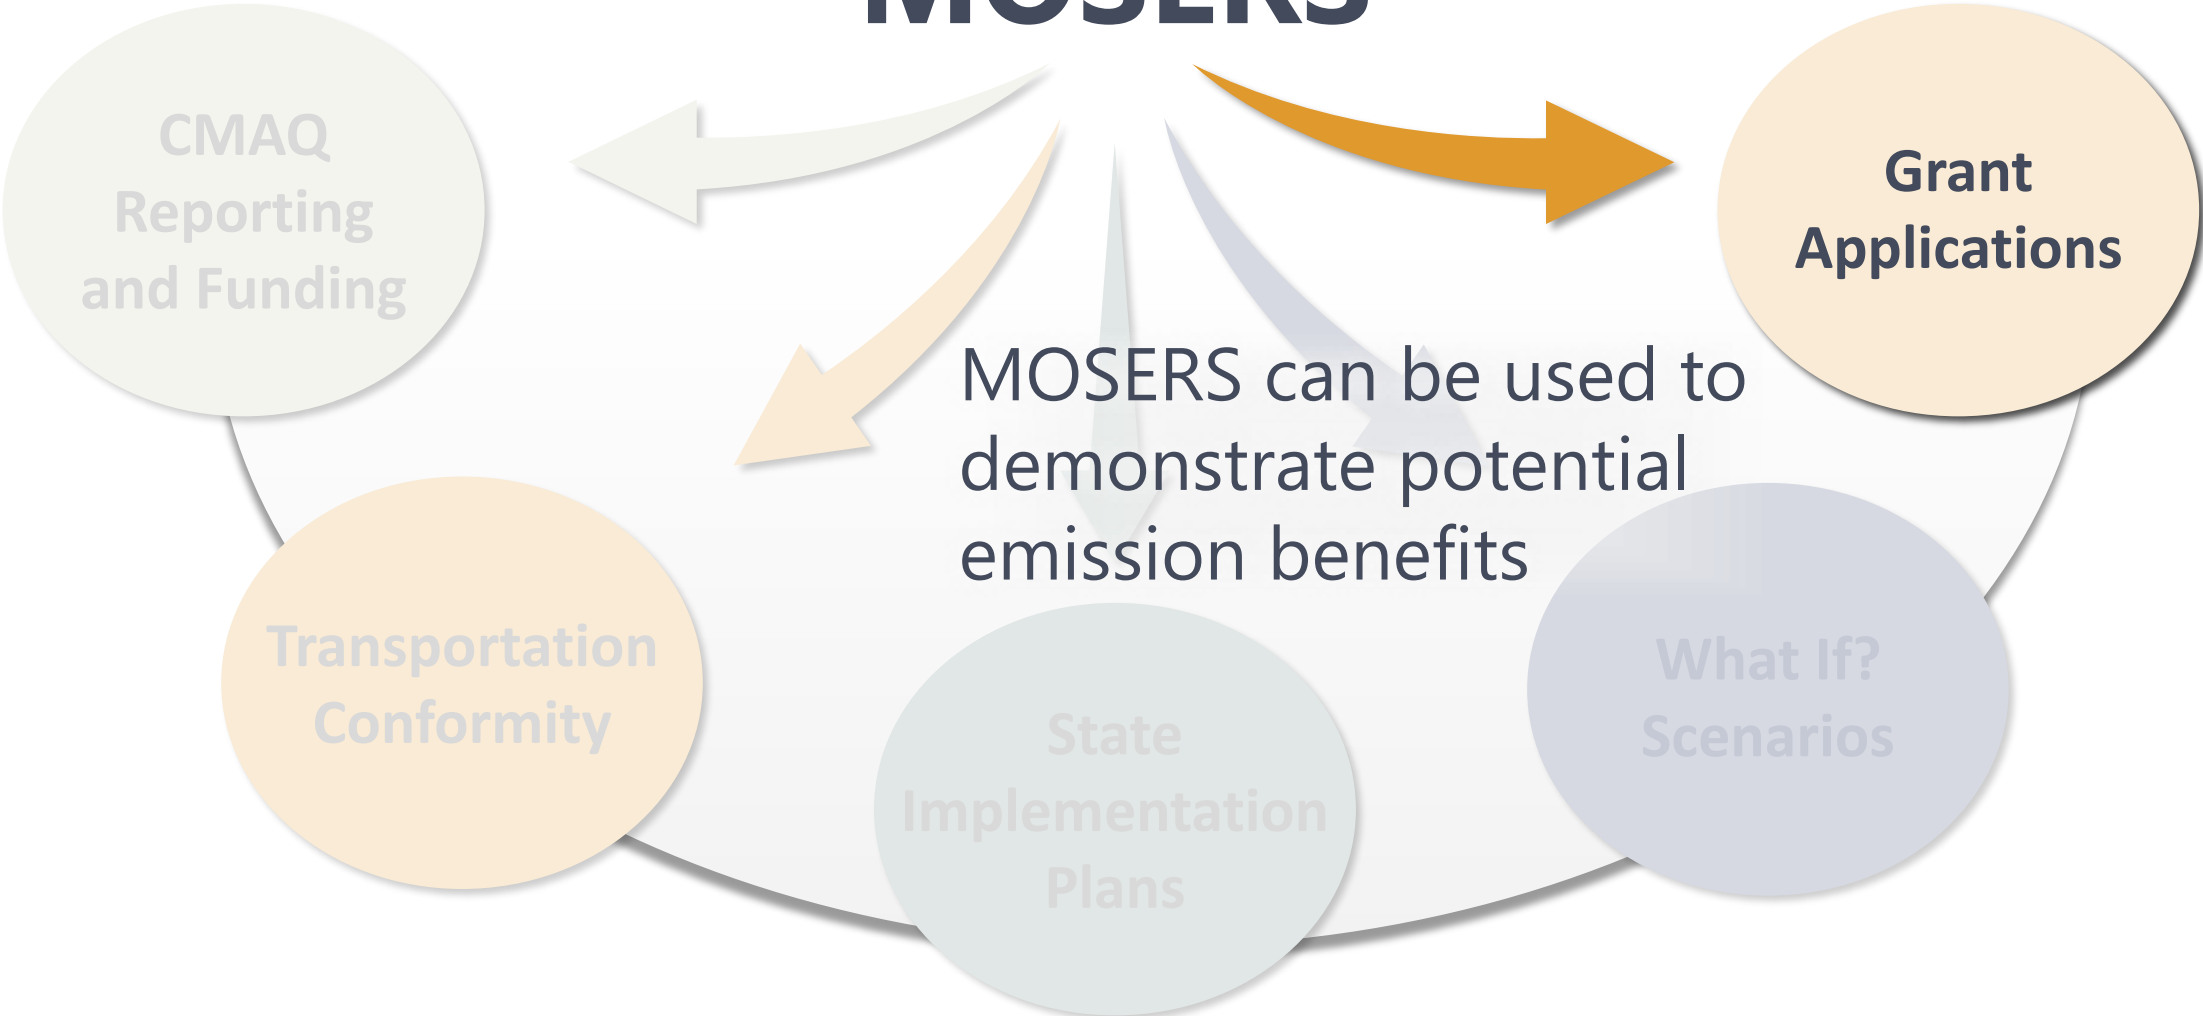 MOSERS
CMAQ
Reporting
and Funding
Grant
Applications
MOSERS can be used to
demonstrate potential
emission benefits
Transportation
Conformity
State
Implementation
Plans
What If?
Scenarios